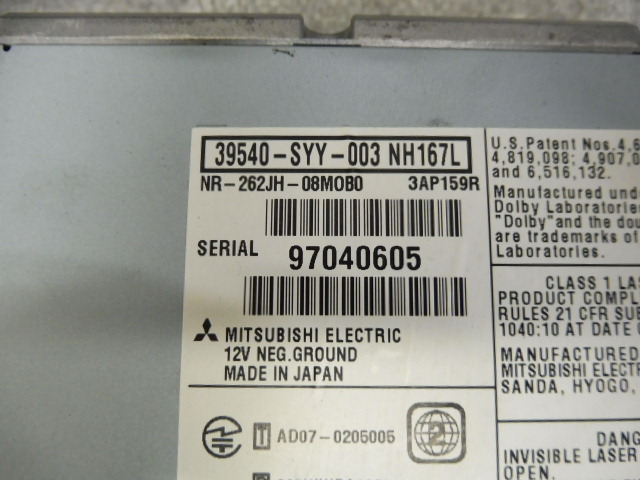 39540-SYY-003 NH167L
NR-262JH-08MOB0 3AP159R
SERIAL 97040605
MITSUBISHI ELECTRIC
12V NEG.GROUND
MADE IN JAPAN
T AD07-0205005
2
U.S.Patent Nos.
4,819,098;
and 6,516,132.
Manufactured
Dolby Laboratories
"Dolby" and the
are trademarks of
Laboratories.
CLASS 1
PRODUCT
RULES 21 CFR
1040:10 AT DATE
MANUFACTURED
MITSUBISHI
SANDA, HYOGO,
INVISIBLE LASER
OPEN.